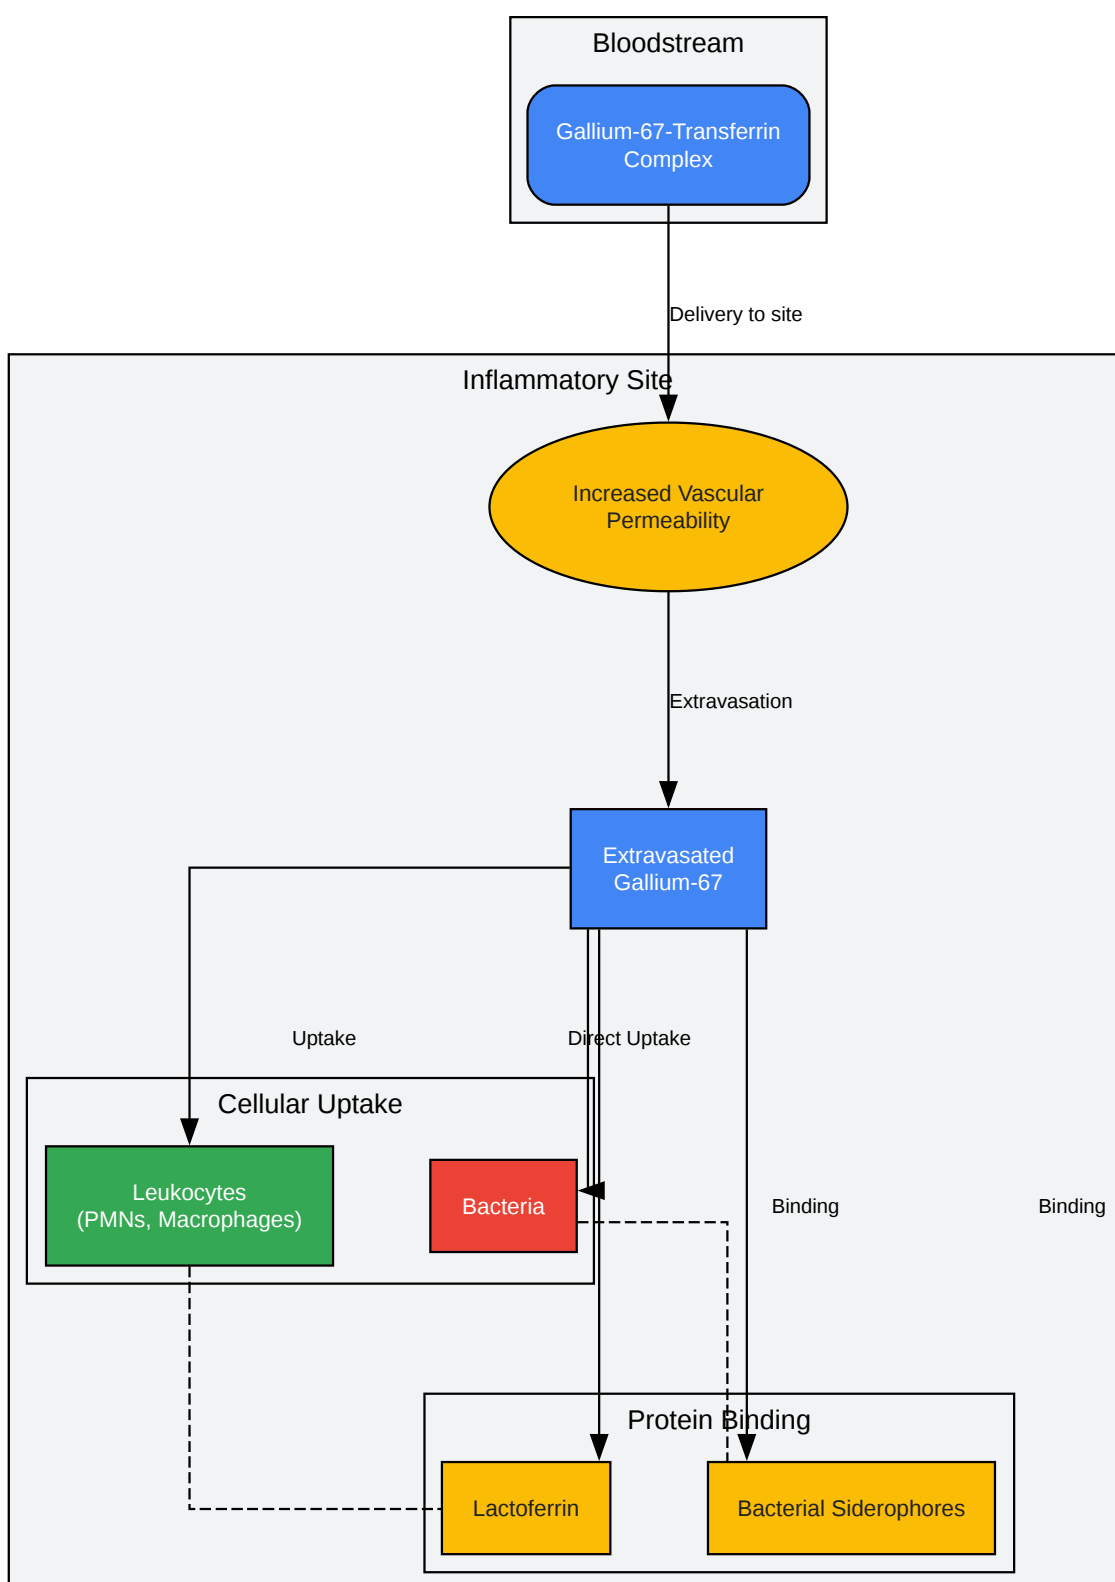 Bloodstream
Gallium-67-Transferrin
Complex
Delivery to site
Inflammatory Site
Increased Vascular
Permeability
Extravasation
Extravasated
Gallium-67
Uptake
Direct Uptake
Cellular Uptake
Leukocytes
(PMNs, Macrophages)
Bacteria
Binding
Binding
Protein Binding
Lactoferrin
Bacterial Siderophores